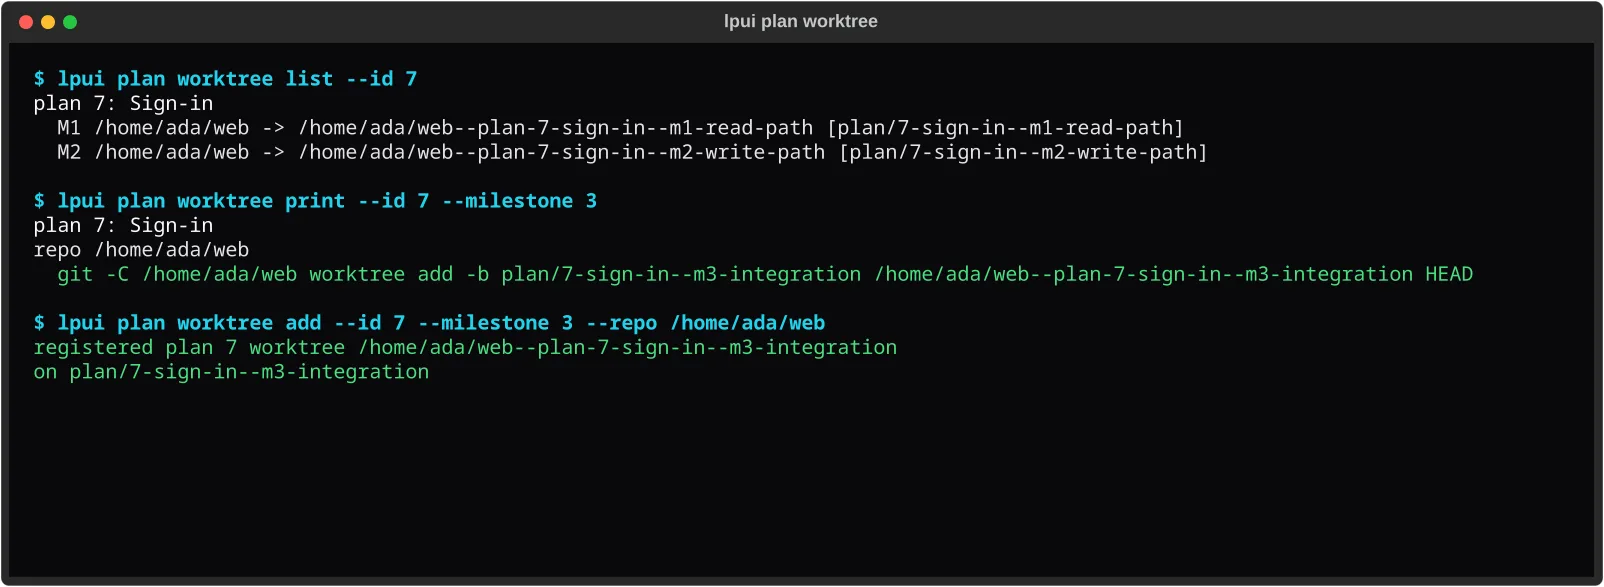 lpui plan worktree
$ lpui plan worktree list --id 7
plan 7: Sign-in
M1 /home/ada/web -> /home/ada/web--plan-7-sign-in--m1-read-path [plan/7-sign-in--m1-read-path]
M2 /home/ada/web -> /home/ada/web--plan-7-sign-in--m2-write-path [plan/7-sign-in--m2-write-path]
$ lpui plan worktree print --id 7 --milestone 3
plan 7: Sign-in
repo /home/ada/web
git -C /home/ada/web worktree add -b plan/7-sign-in--m3-integration /home/ada/web--plan-7-sign-in--m3-integration HEAD
$ lpui plan worktree add --id 7 --milestone 3 --repo /home/ada/web
registered plan 7 worktree /home/ada/web--plan-7-sign-in--m3-integration
on plan/7-sign-in--m3-integration